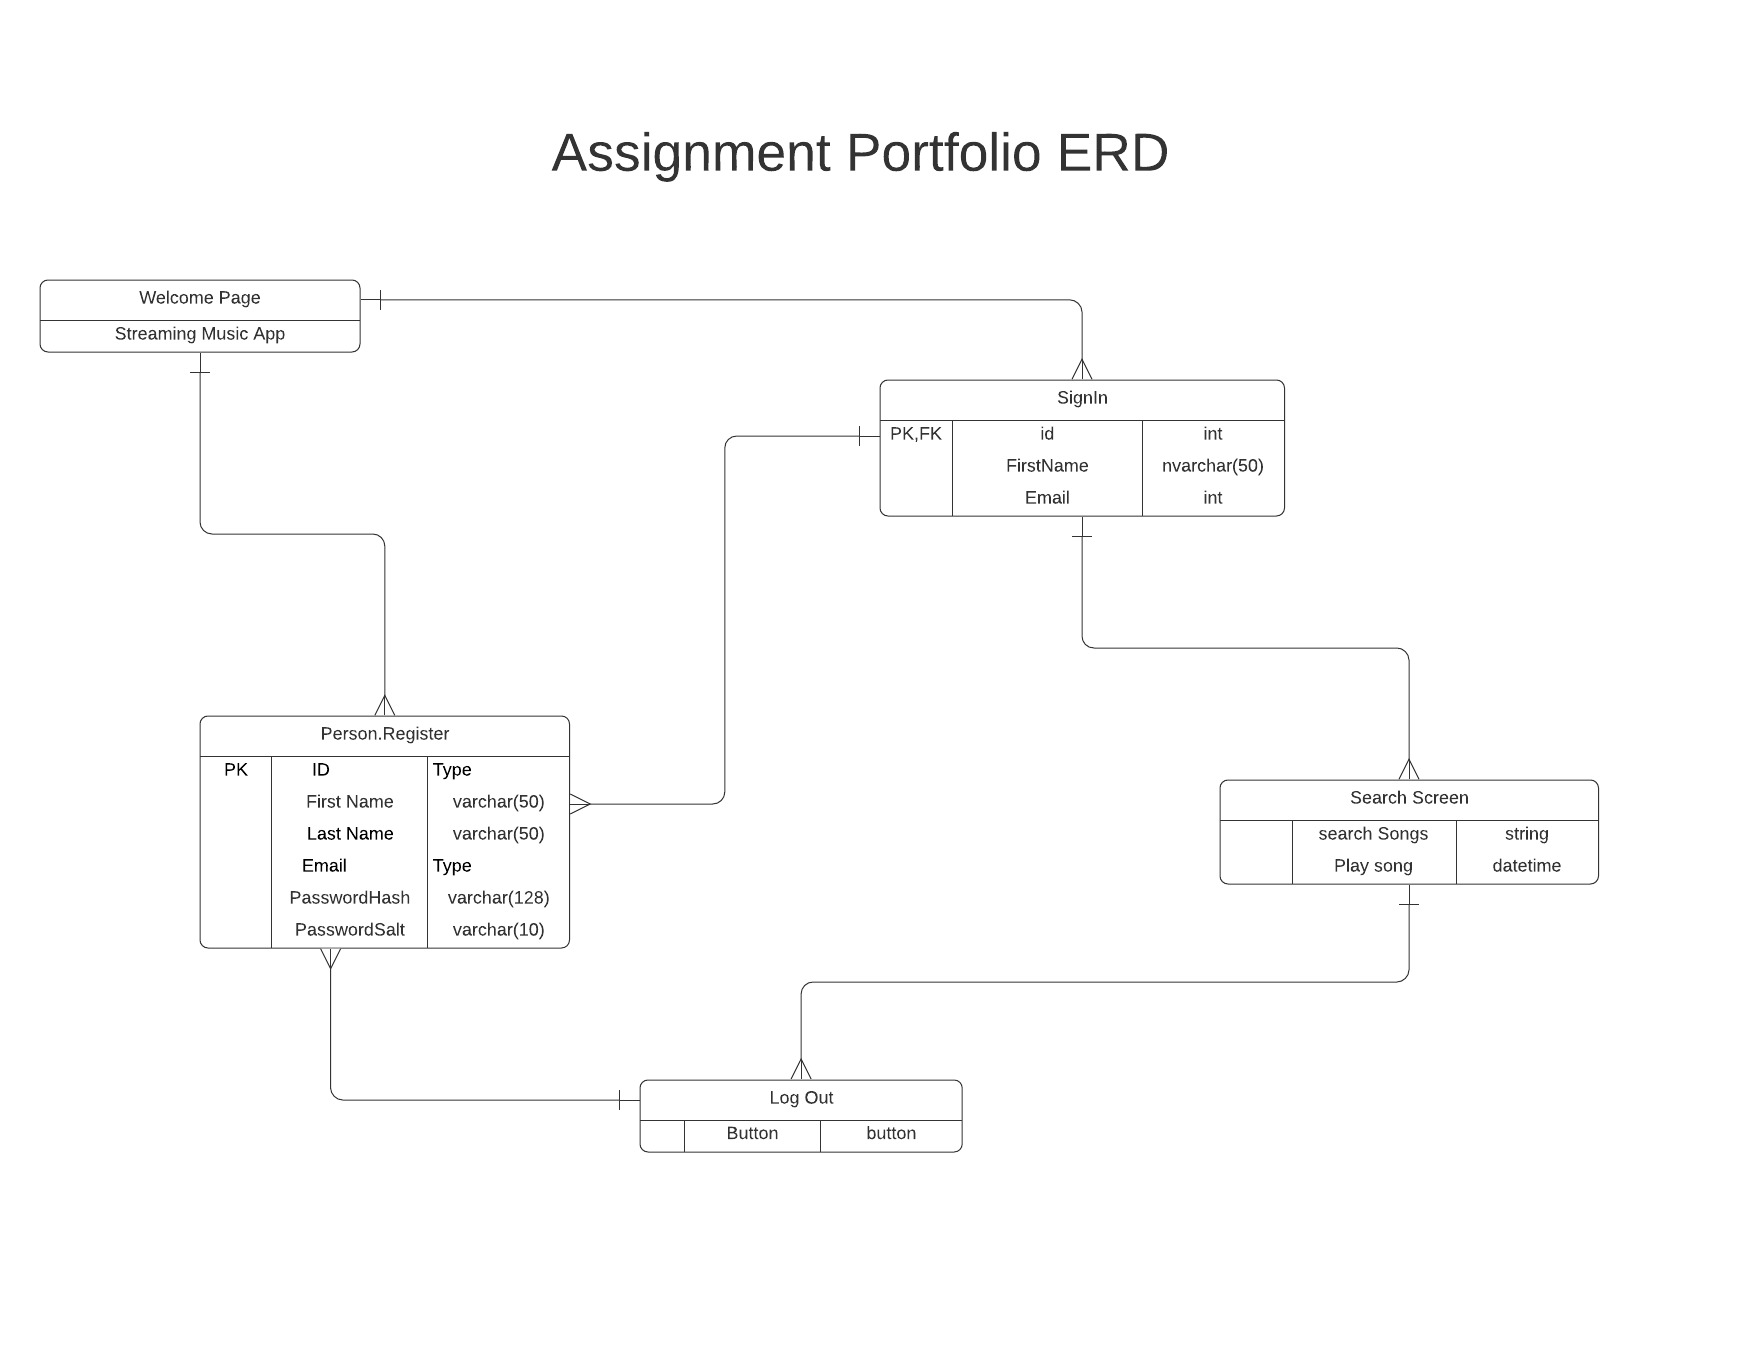 Assignment Portfolio ERD
Welcome Page
Streaming Music App
SignIn
PK,FK id int
FirstName nvarchar(50)
Email int
Person.Register
PK ID Type
First Name varchar(50)
Last Name varchar(50)
Email Type
PasswordHash varchar(128)
PasswordSalt varchar(10)
Search Screen
search Songs string
Play song datetime
Log Out
Button button